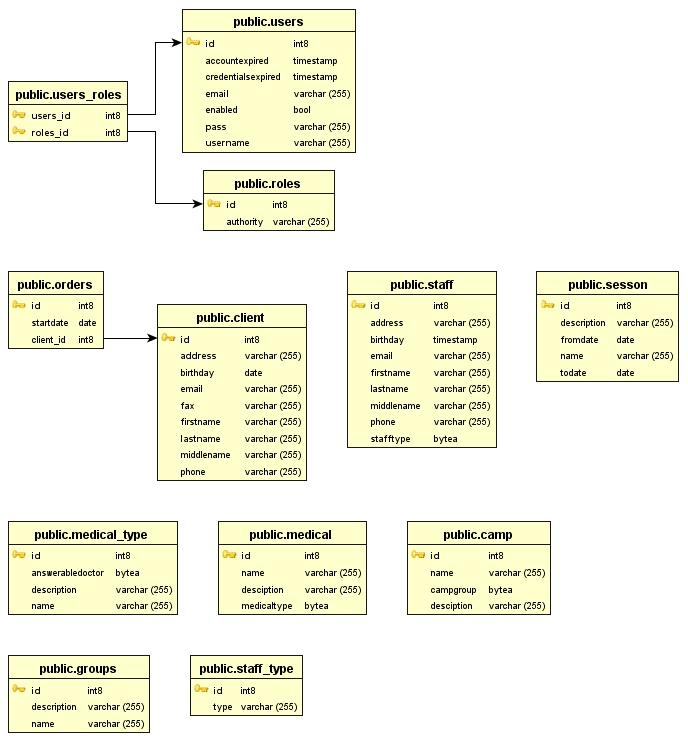 public.users
id int8
accountexpired timestamp
credentialsexpired timestamp
email varchar (255)
enabled bool
pass varchar (255)
username varchar (255)
public.users_roles
users_id int8
roles_id int8
public.roles
id int8
authority varchar (255)
public.orders
id int8
startdate date
client_id int8
public.client
id int8
address varchar (255)
birthday date
email varchar (255)
fax varchar (255)
firstname varchar (255)
lastname varchar (255)
middlename varchar (255)
phone varchar (255)
public.staff
id int8
address varchar (255)
birthday timestamp
email varchar (255)
firstname varchar (255)
lastname varchar (255)
middlename varchar (255)
phone varchar (255)
stafftype bytea
public.sesson
id int8
description varchar (255)
fromdate date
name varchar (255)
todate date
public.medical_type
id int8
answerabledoctor bytea
description varchar (255)
name varchar (255)
public.medical
id int8
name varchar (255)
desciption varchar (255)
medicaltype bytea
public.camp
id int8
name varchar (255)
campgroup bytea
desciption varchar (255)
public.groups
id int8
description varchar (255)
name varchar (255)
public.staff_type
id int8
type varchar (255)